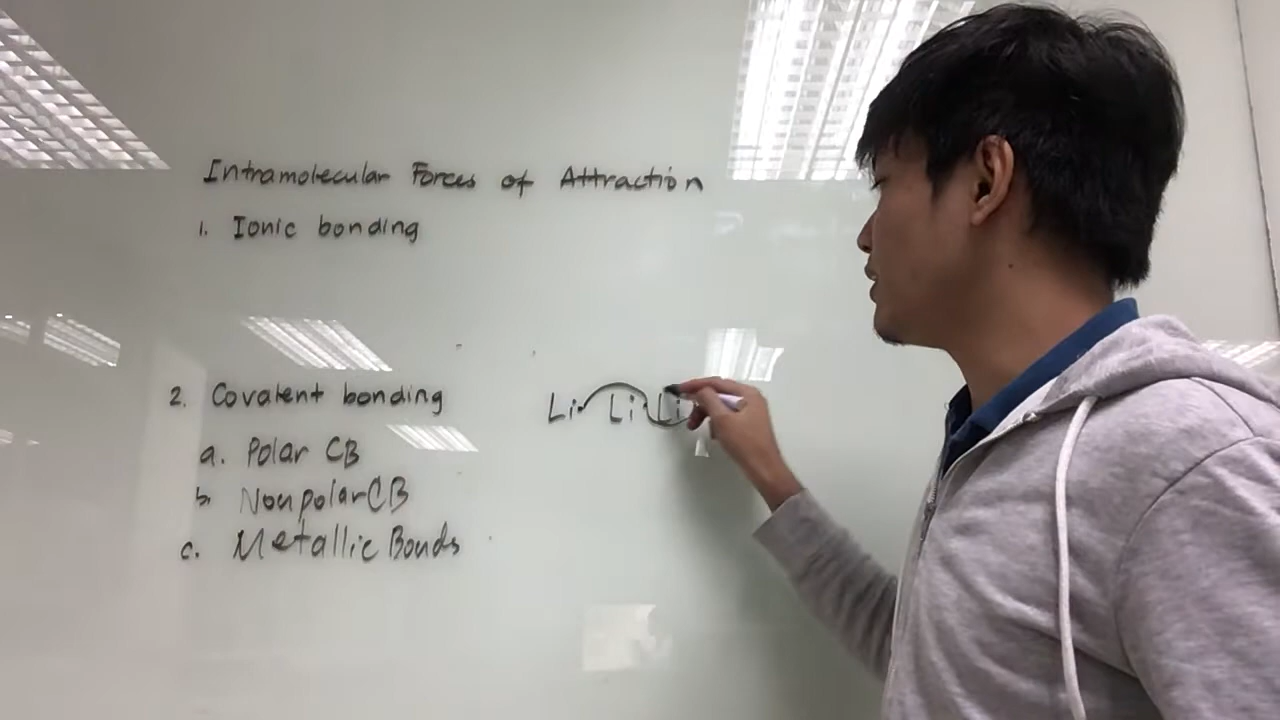 Intramolecular Forces of Attraction
1. Ionic bonding
2. Covalent bonding
Li Li Li
a. Polar CB
b. Nonpolar CB
c. Metallic Bonds